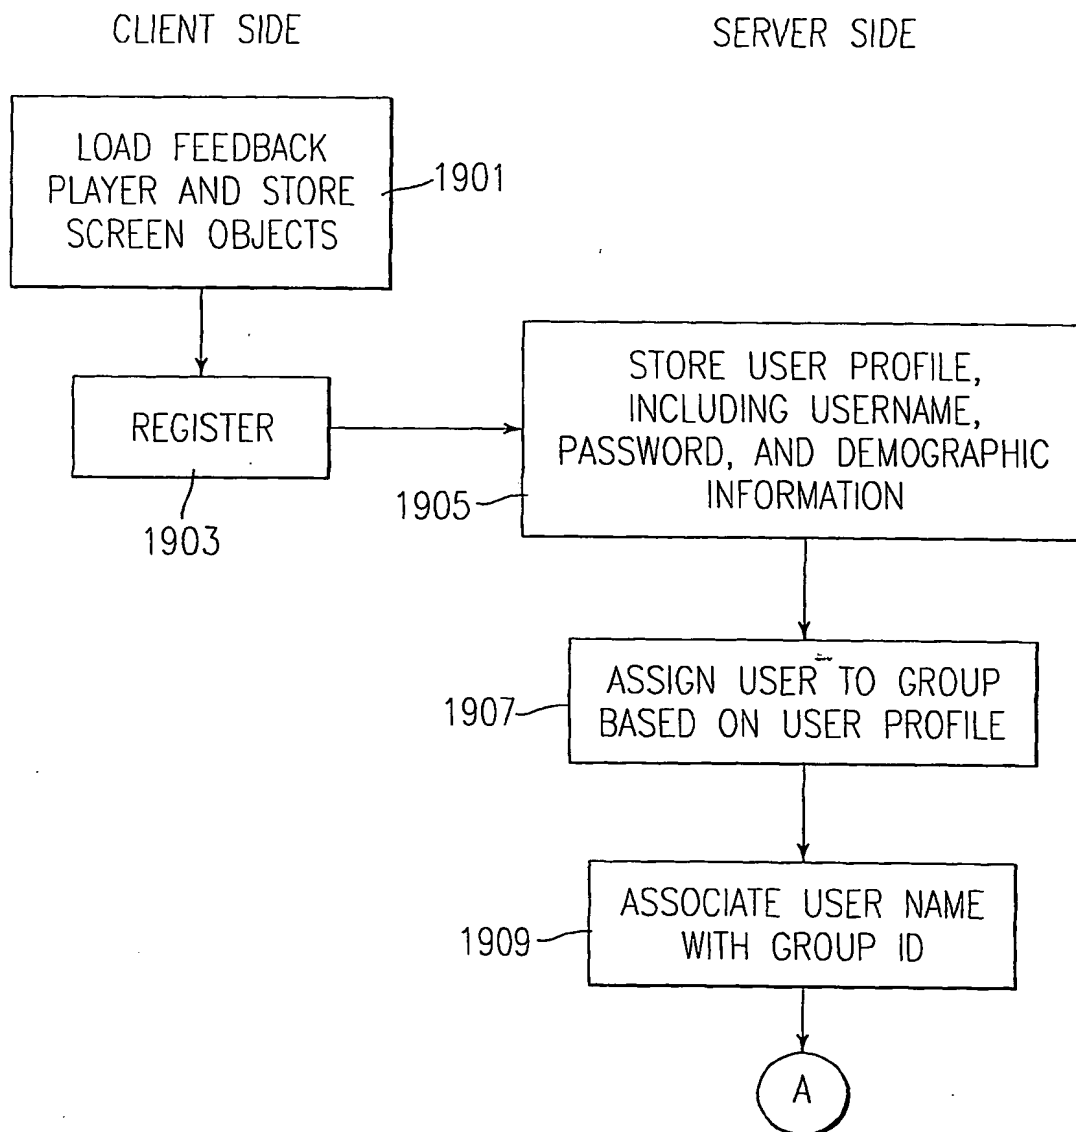 CLIENT SIDE
SERVER SIDE
LOAD FEEDBACK
PLAYER AND STORE
SCREEN OBJECTS
1901
REGISTER
1903
STORE USER PROFILE,
INCLUDING USERNAME,
PASSWORD, AND DEMOGRAPHIC
INFORMATION
1905
ASSIGN USER TO GROUP
BASED ON USER PROFILE
1907
ASSOCIATE USER NAME
WITH GROUP ID
1909
A